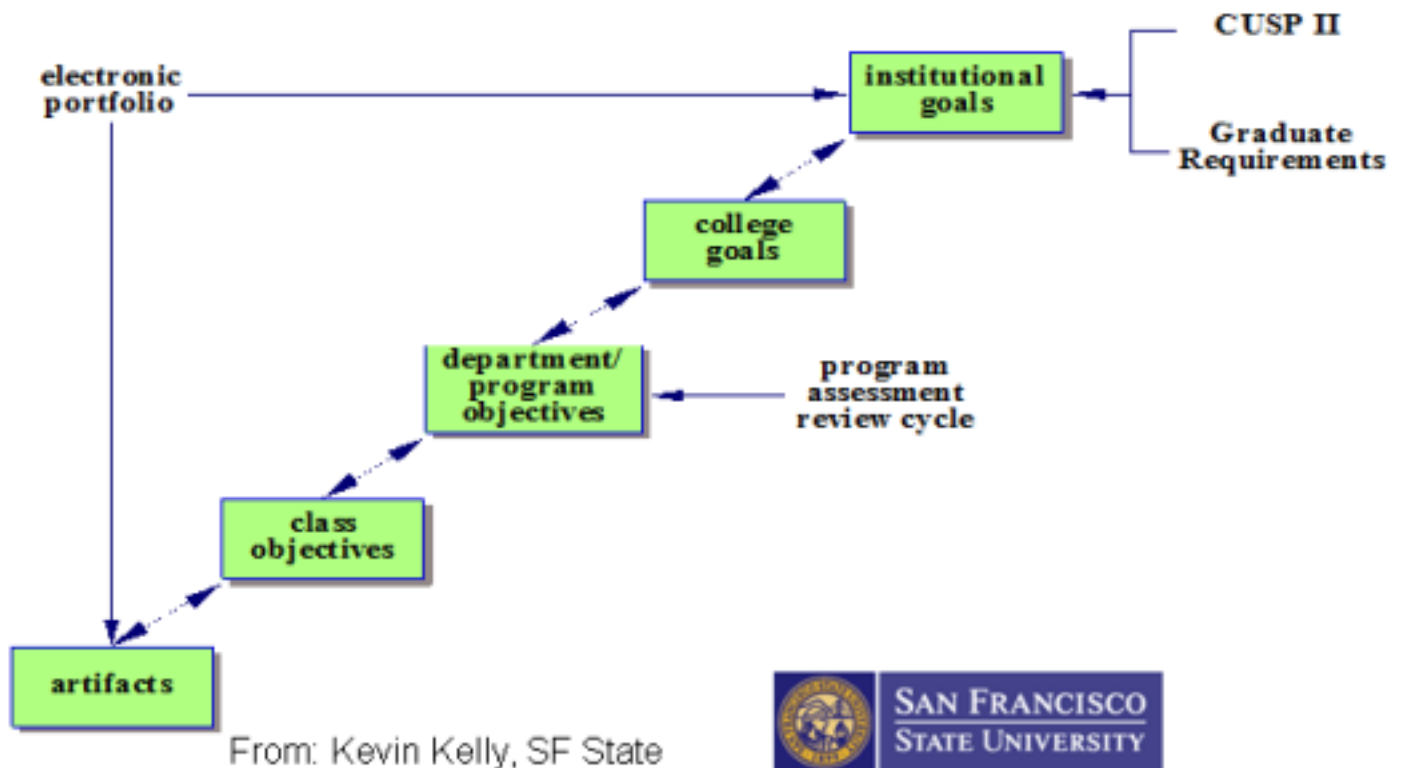 CUSP II
electronic
portfolio
institutional
goals
Graduate
Requirements
college
goals
department/
program
objectives
program
assessment
review cycle
class
objectives
artifacts
From: Kevin Kelly, SF State
SAN FRANCISCO
STATE UNIVERSITY